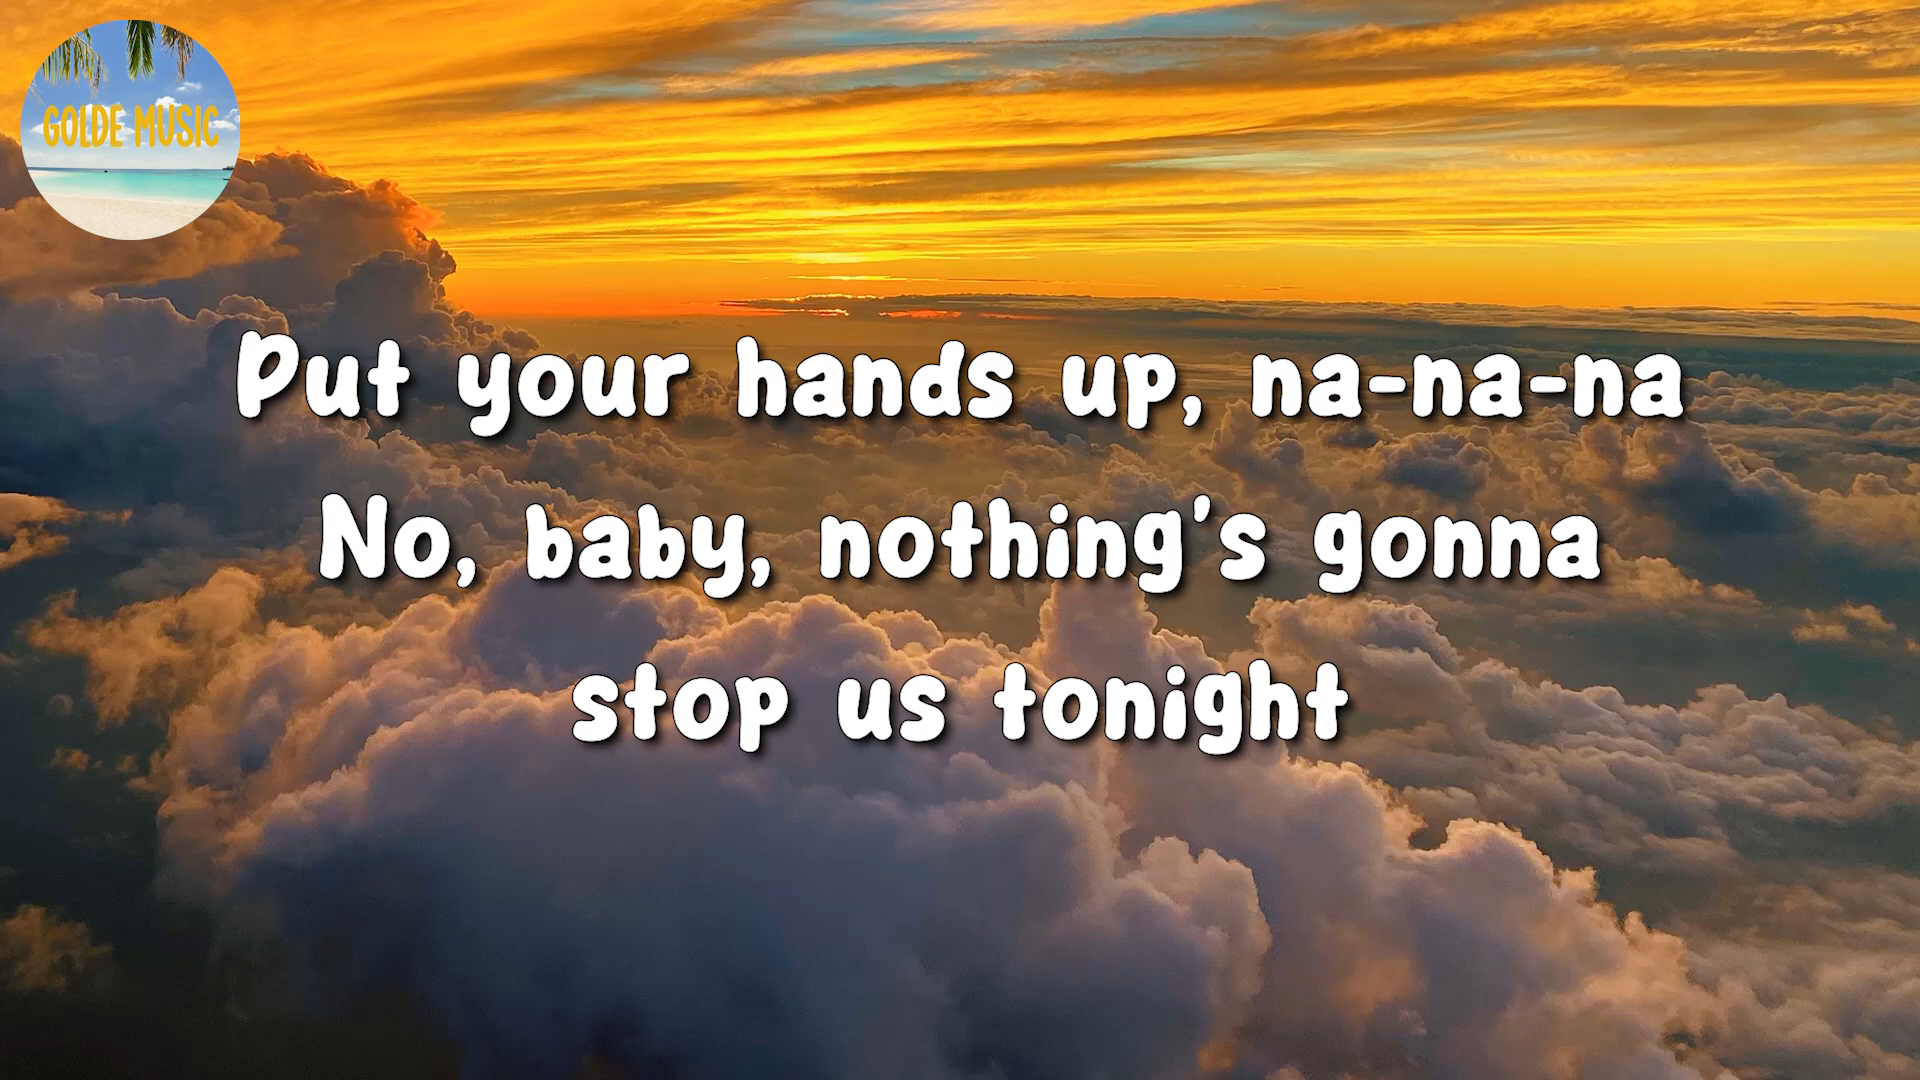 GOLDE MUSIC
Put your hands up, na-na-na
No, baby, nothing's gonna
stop us tonight